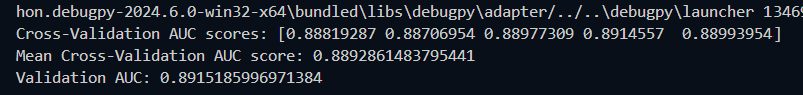 hon.debugpy-2024.6.0-win32-x64\bundled\libs\debugpy\adapter/../..\debugpy\launcher 13469
Cross-Validation AUC scores: [0.88819287 0.88706954 0.88977309 0.8914557  0.88993954]
Mean Cross-Validation AUC score: 0.8892861483795441
Validation AUC: 0.8915185996971384